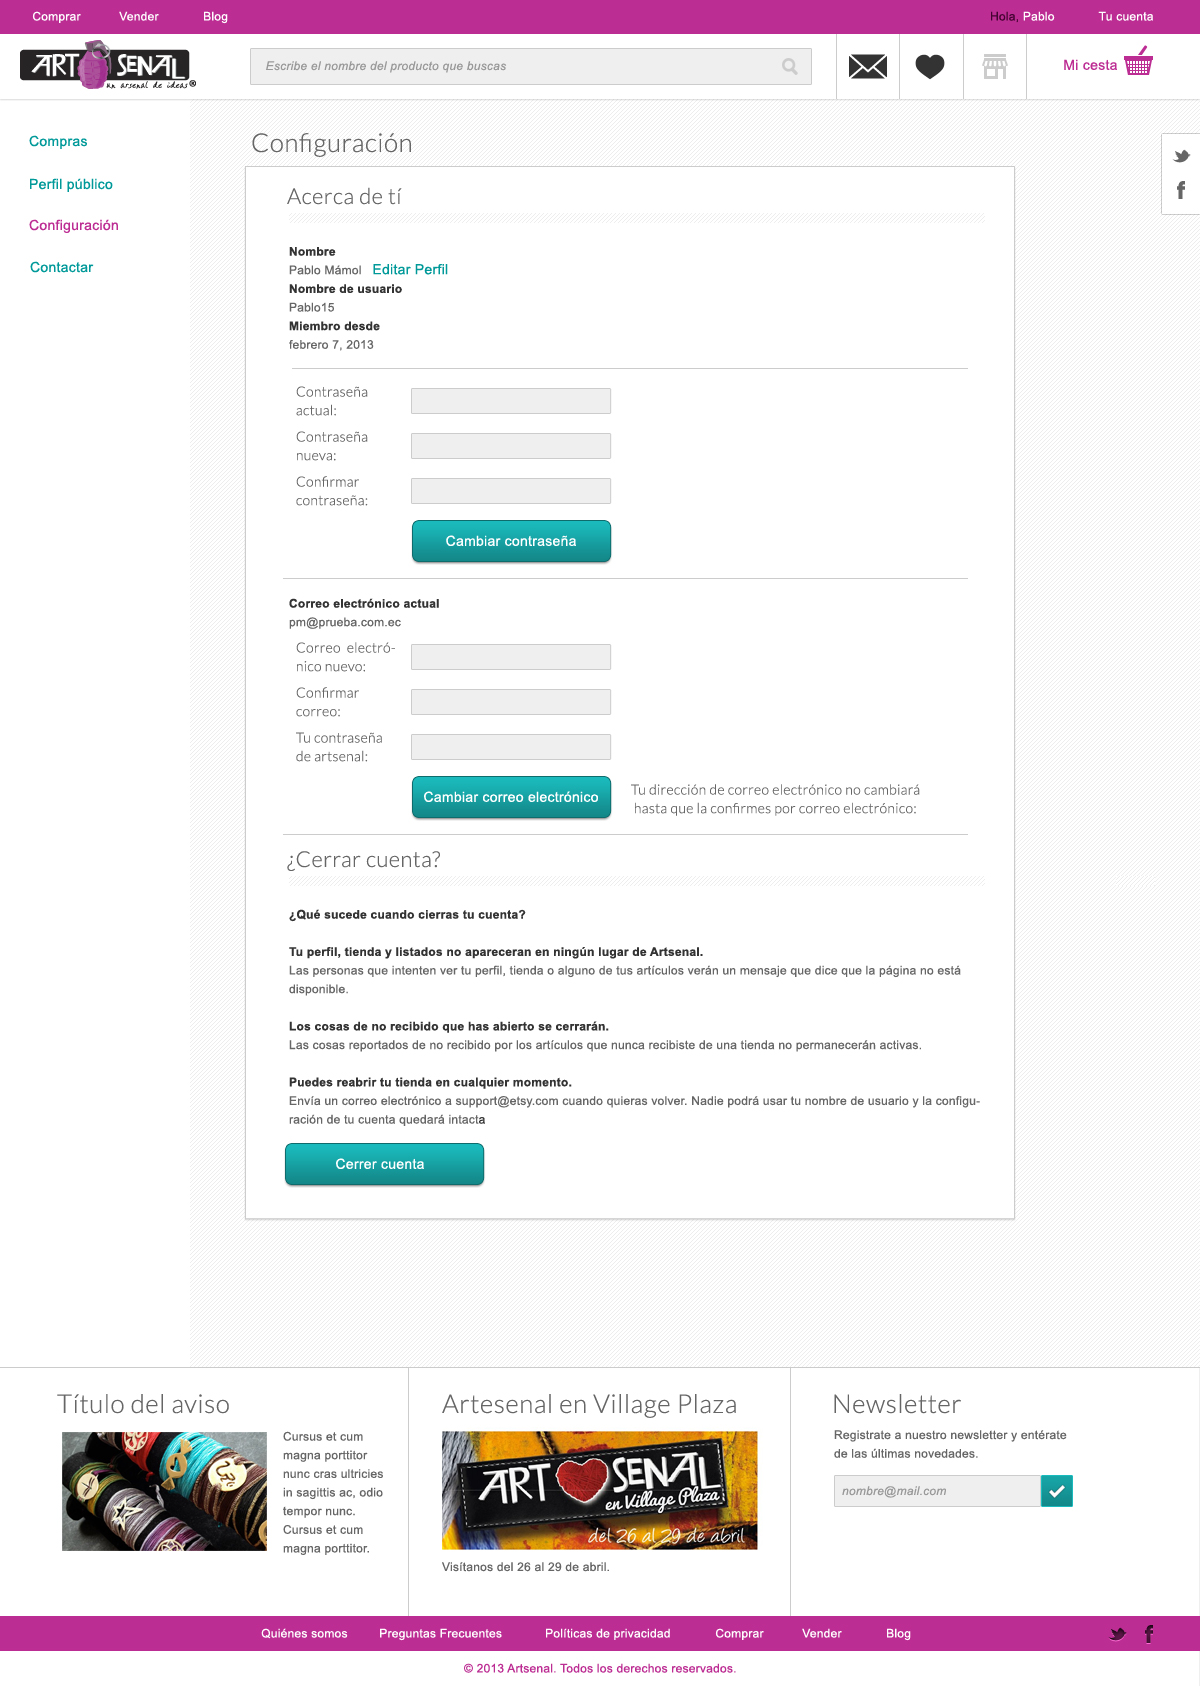 Comprar
Vender
Blog
Hola, Pablo
Tu cuenta
ARTSENAL®
un arsenal de ideas
Escribe el nombre del producto que buscas
Mi cesta
Compras
Perfil público
Configuración
Contactar
Configuración
Acerca de tí
Nombre
Pablo Mámol Editar Perfil
Nombre de usuario
Pablo15
Miembro desde
febrero 7, 2013
Contraseña
actual:
Contraseña
nueva:
Confirmar
contraseña:
Cambiar contraseña
Correo electrónico actual
pm@prueba.com.ec
Correo electró-
nico nuevo:
Confirmar
correo:
Tu contraseña
de artsenal:
Cambiar correo electrónico
Tu dirección de correo electrónico no cambiará
hasta que la confirmes por correo electrónico:
¿Cerrar cuenta?
¿Qué sucede cuando cierras tu cuenta?
Tu perfil, tienda y listados no apareceran en ningún lugar de Artsenal.
Las personas que intenten ver tu perfil, tienda o alguno de tus artículos verán un mensaje que dice que la página no está
disponible.
Los cosas de no recibido que has abierto se cerrarán.
Las cosas reportados de no recibido por los artículos que nunca recibiste de una tienda no permanecerán activas.
Puedes reabrir tu tienda en cualquier momento.
Envía un correo electrónico a support@etsy.com cuando quieras volver. Nadie podrá usar tu nombre de usuario y la configu-
ración de tu cuenta quedará intacta
Cerrer cuenta
Título del aviso
Cursus et cum
magna porttitor
nunc cras ultricies
in sagittis ac, odio
tempor nunc.
Cursus et cum
magna porttitor.
Artesenal en Village Plaza
ART SENAL
en Village Plaza
del 26 al 29 de abril
Visítanos del 26 al 29 de abril.
Newsletter
Registrate a nuestro newsletter y entérate
de las últimas novedades.
nombre@mail.com
Quiénes somos
Preguntas Frecuentes
Políticas de privacidad
Comprar
Vender
Blog
© 2013 Artsenal. Todos los derechos reservados.